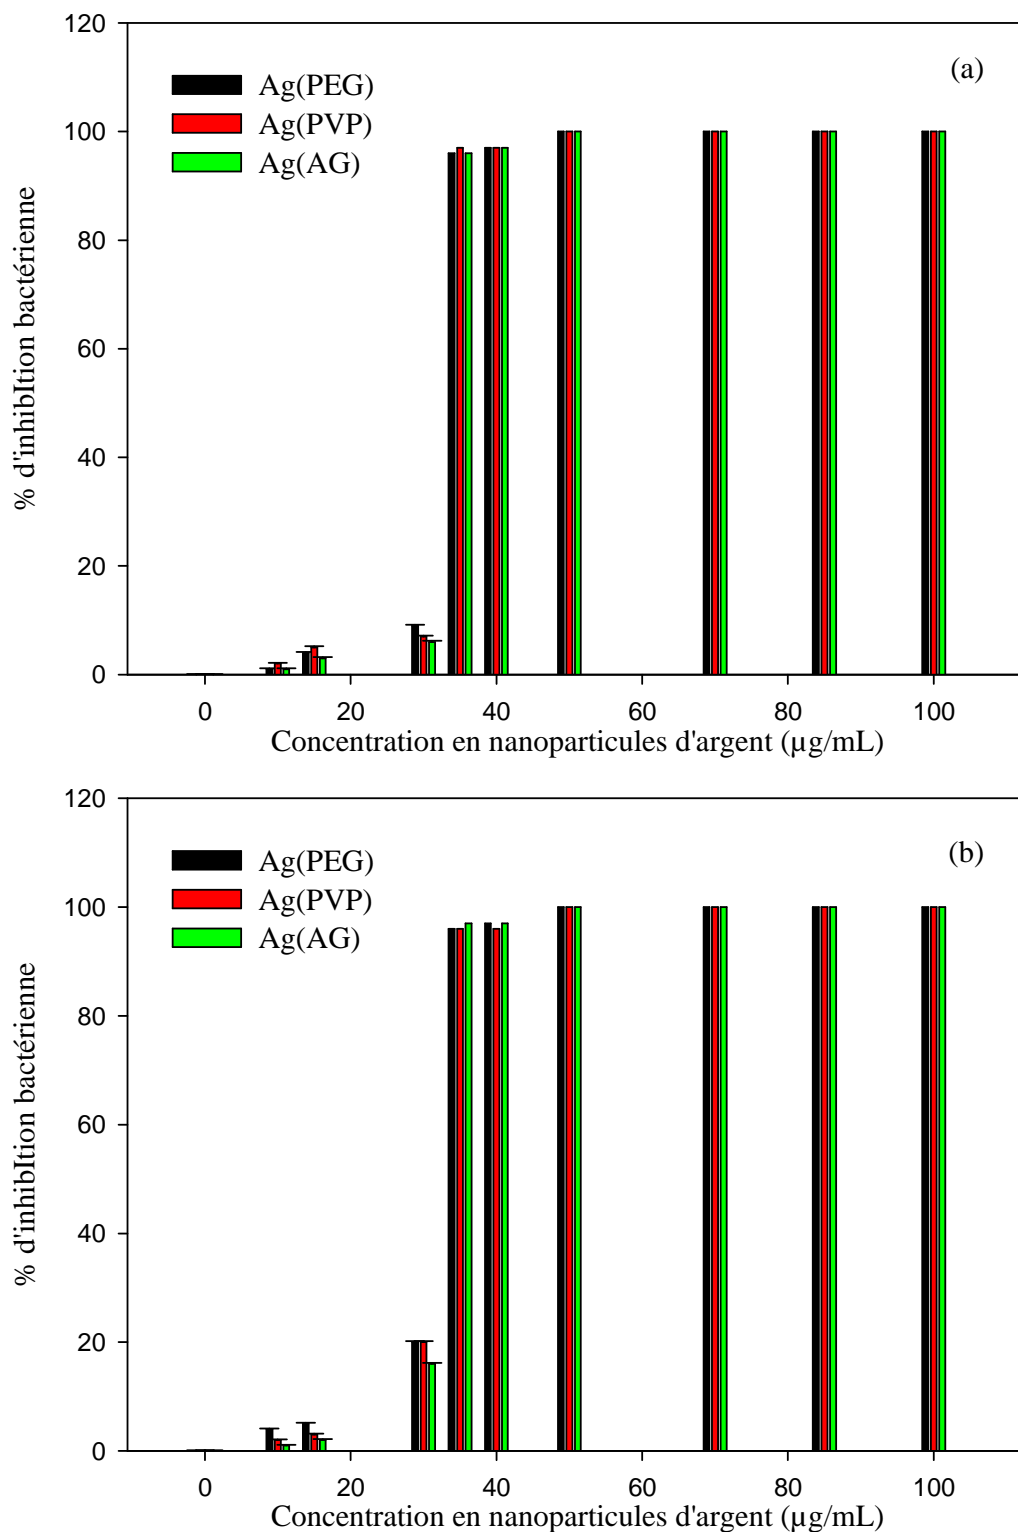 120
(a)
Ag(PEG)
Ag(PVP)
Ag(AG)
100
80
60
40
20
0
% d'inhibItion bactérienne
0 20 40 60 80 100
Concentration en nanoparticules d'argent (µg/mL)
120
(b)
Ag(PEG)
Ag(PVP)
Ag(AG)
100
80
60
40
20
0
% d'inhibItion bactérienne
0 20 40 60 80 100
Concentration en nanoparticules d'argent (µg/mL)